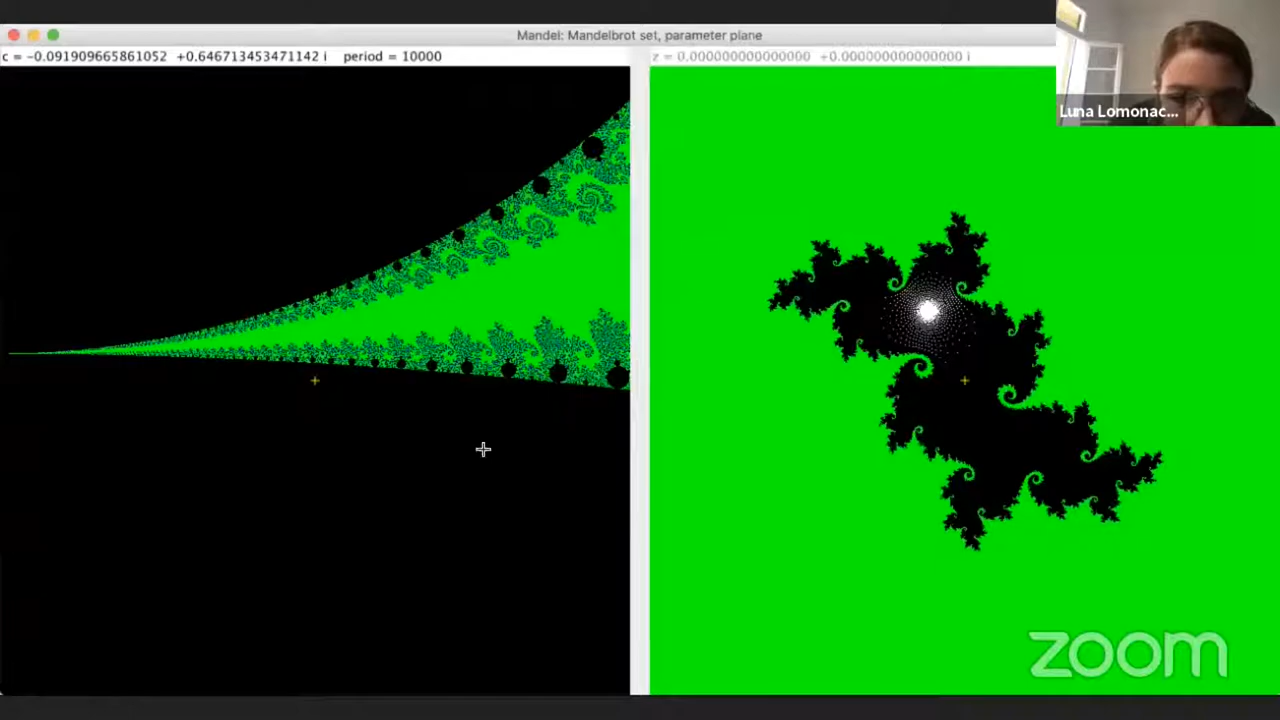 Mandel: Mandelbrot set, parameter plane
c = −0.091909665861052 +0.646713453471142 i period = 10000
z = 0.000000000000000 +0.000000000000000 i
Luna Lomonac...
zoom